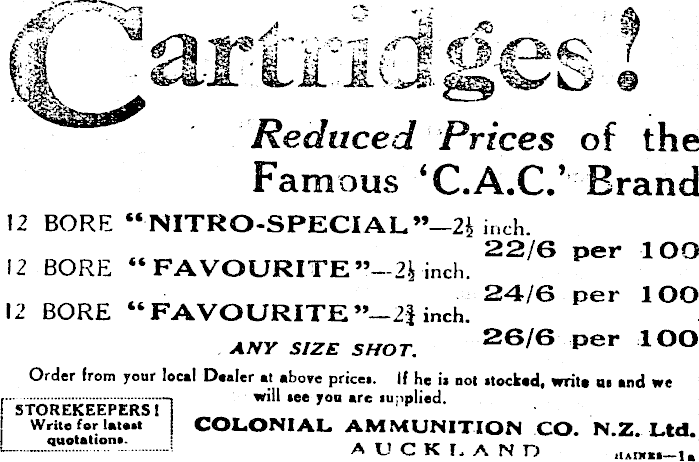 Cartridges!
Reduced Prices of the
Famous 'C.A.C.' Brand
12 BORE "NITRO-SPECIAL"—2½ inch.
22/6 per 100
12 BORE "FAVOURITE"—2½ inch.
24/6 per 100
12 BORE "FAVOURITE"—2¾ inch.
26/6 per 100
ANY SIZE SHOT.
Order from your local Dealer at above prices. If he is not stocked, write us and we
will see you are supplied.
STOREKEEPERS!
Write for latest
quotations.
COLONIAL AMMUNITION CO. N.Z. Ltd.
AUCKLAND
HAINES—1a